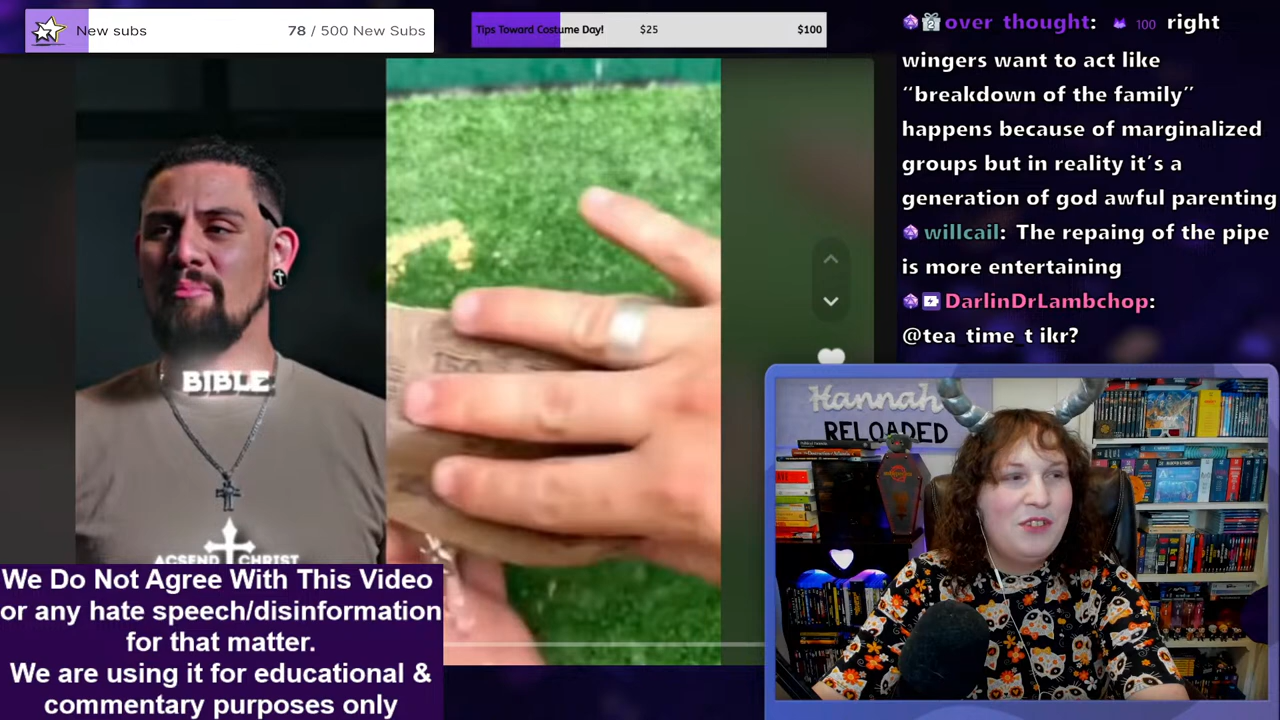 New subs
78 / 500 New Subs
Tips Toward Costume Day!
$25
$100
over thought: 100 right
wingers want to act like
“breakdown of the family”
happens because of marginalized
groups but in reality it's a
generation of god awful parenting
willcail: The repaing of the pipe
is more entertaining
DarlinDrLambchop:
@tea_time_t ikr?
BIBLE
ACSEND CHRIST
Hannah
RELOADED
We Do Not Agree With This Video
or any hate speech/disinformation
for that matter.
We are using it for educational &
commentary purposes only